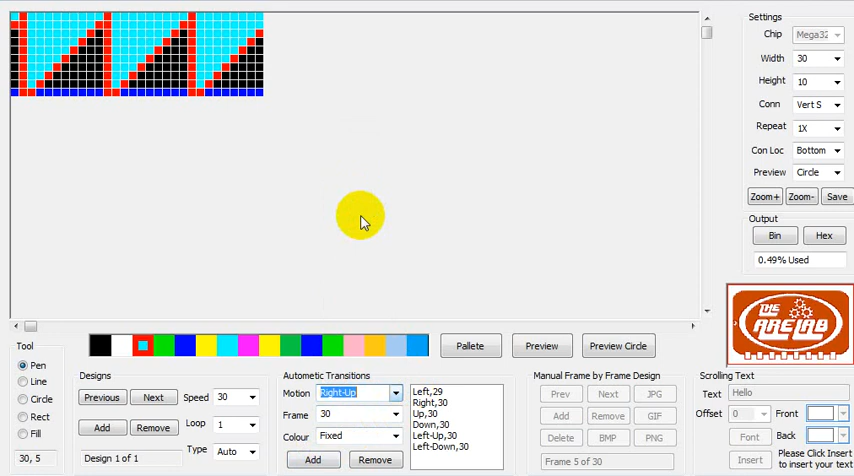 Settings
Chip Mega32
Width 30
Height 10
Conn Vert S
Repeat 1X
Con Loc Bottom
Preview Circle
Zoom+ Zoom- Save
Output
Bin Hex
0.49% Used
THE
ARE LAB
Pallete Preview Preview Circle
Tool
Pen
Line
Circle
Rect
Fill
30, 5
Designs
Previous Next Speed 30
Add Remove Loop 1
Type Auto
Design 1 of 1
Autometic Transitions
Motion Right-Up
Frame 30
Colour Fixed
Add Remove
Left,29
Right,30
Up,30
Down,30
Left-Up,30
Left-Down,30
Manual Frame by Frame Design
Prev Next JPG
Add Remove GIF
Delete BMP PNG
Frame 5 of 30
Scrolling Text
Text Hello
Offset 0 Front
Font Back
Insert
Please Click Insert
to insert your data